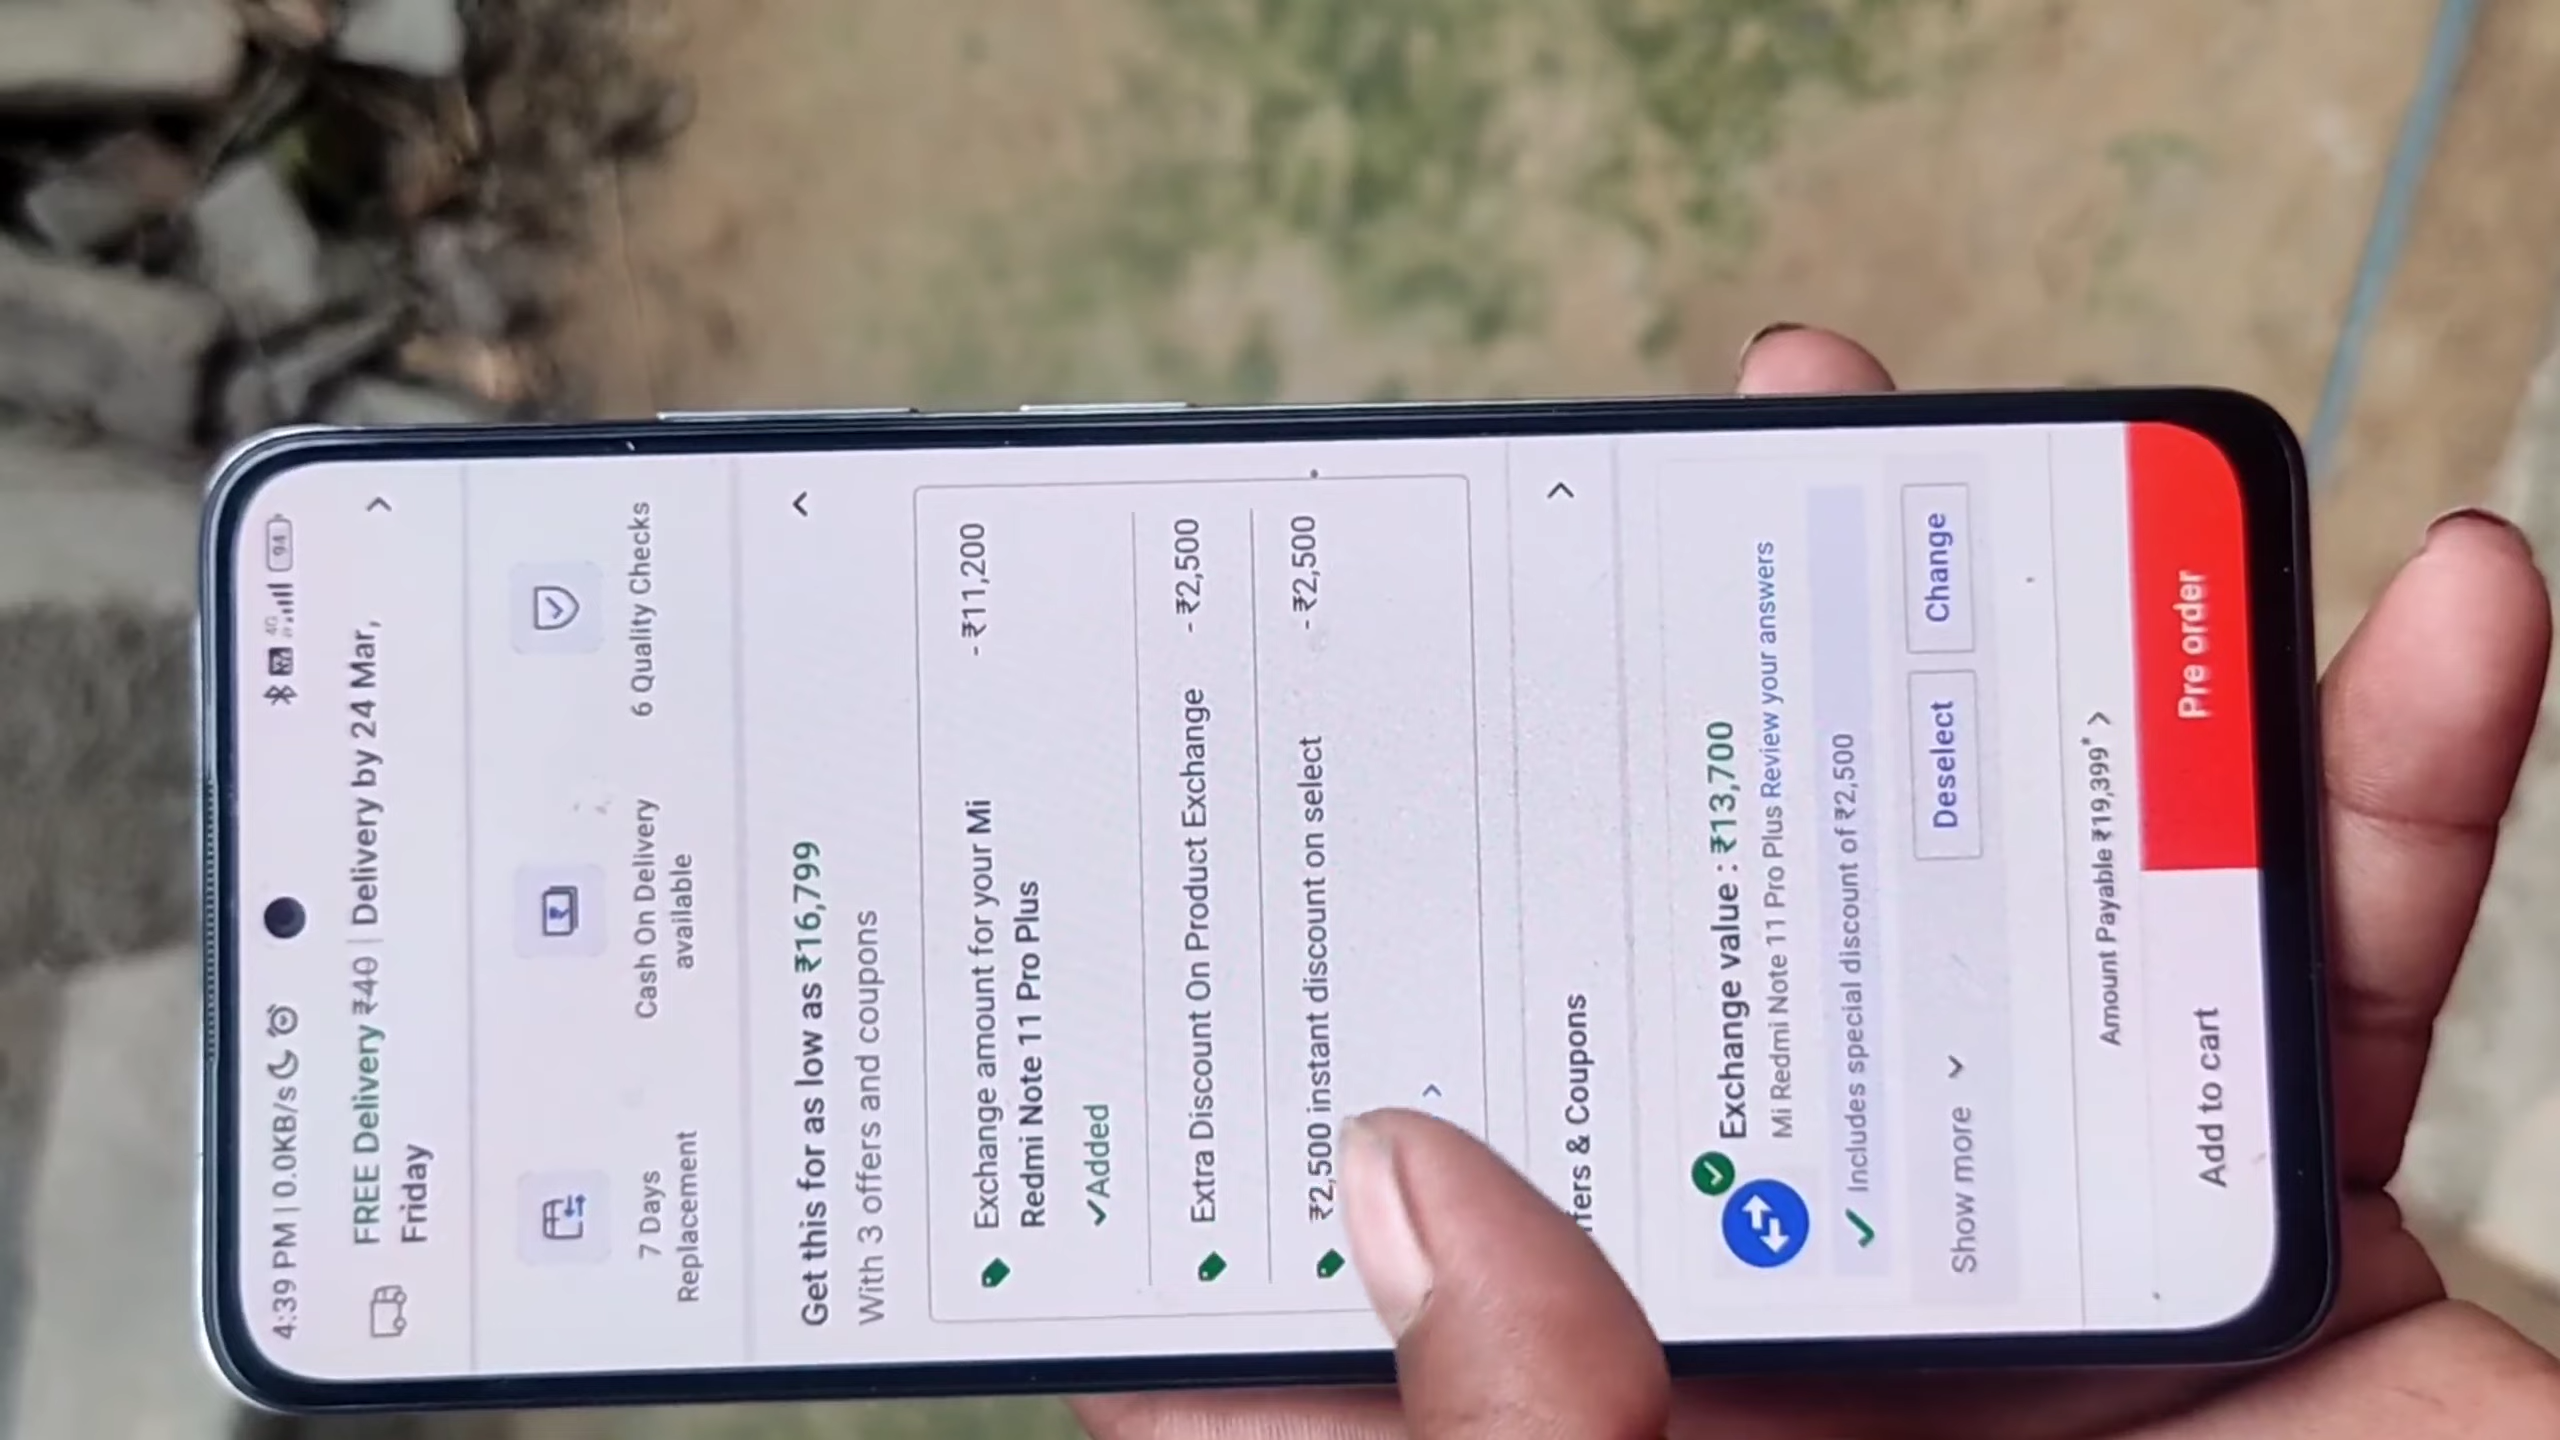 4:39 PM | 0.0KB/s
4G
94
FREE Delivery ₹40 | Delivery by 24 Mar,
Friday
7 Days
Replacement
Cash On Delivery
available
6 Quality Checks
Get this for as low as ₹16,799
With 3 offers and coupons
Exchange amount for your Mi
Redmi Note 11 Pro Plus
-₹11,200
✓Added
Extra Discount On Product Exchange
-₹2,500
₹2,500 instant discount on select
-₹2,500
& Coupons
Exchange value : ₹13,700
Mi Redmi Note 11 Pro Plus Review your answers
✓ Includes special discount of ₹2,500
Show more
Deselect
Change
Amount Payable ₹19,399*
Add to cart
Pre order